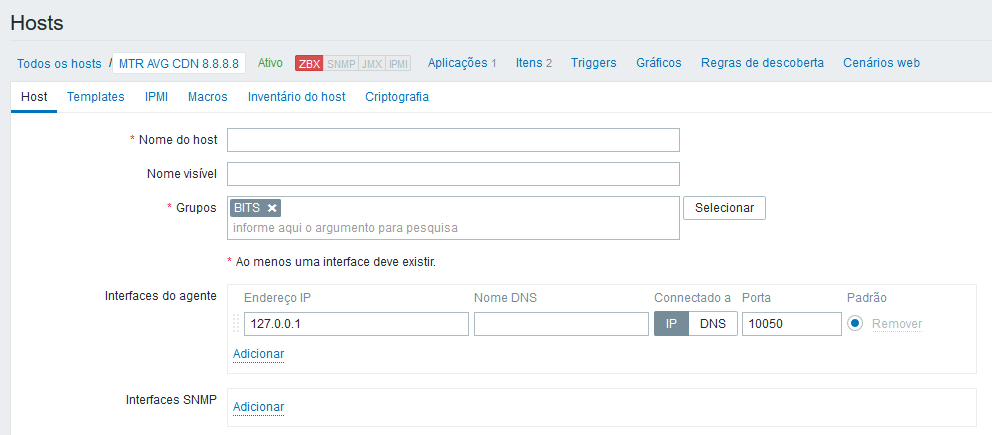 Hosts
Todos os hosts / MTR AVG CDN 8.8.8.8 Ativo ZBX SNMP JMX IPMI Aplicações 1 Itens 2 Triggers Gráficos Regras de descoberta Cenários web
Host Templates IPMI Macros Inventário do host Criptografia
* Nome do host
Nome visível
* Grupos BITS Selecionar
informe aqui o argumento para pesquisa
* Ao menos uma interface deve existir.
Interfaces do agente Endereço IP Nome DNS Connectado a Porta Padrão
127.0.0.1 IP DNS 10050 Remover
Adicionar
Interfaces SNMP Adicionar